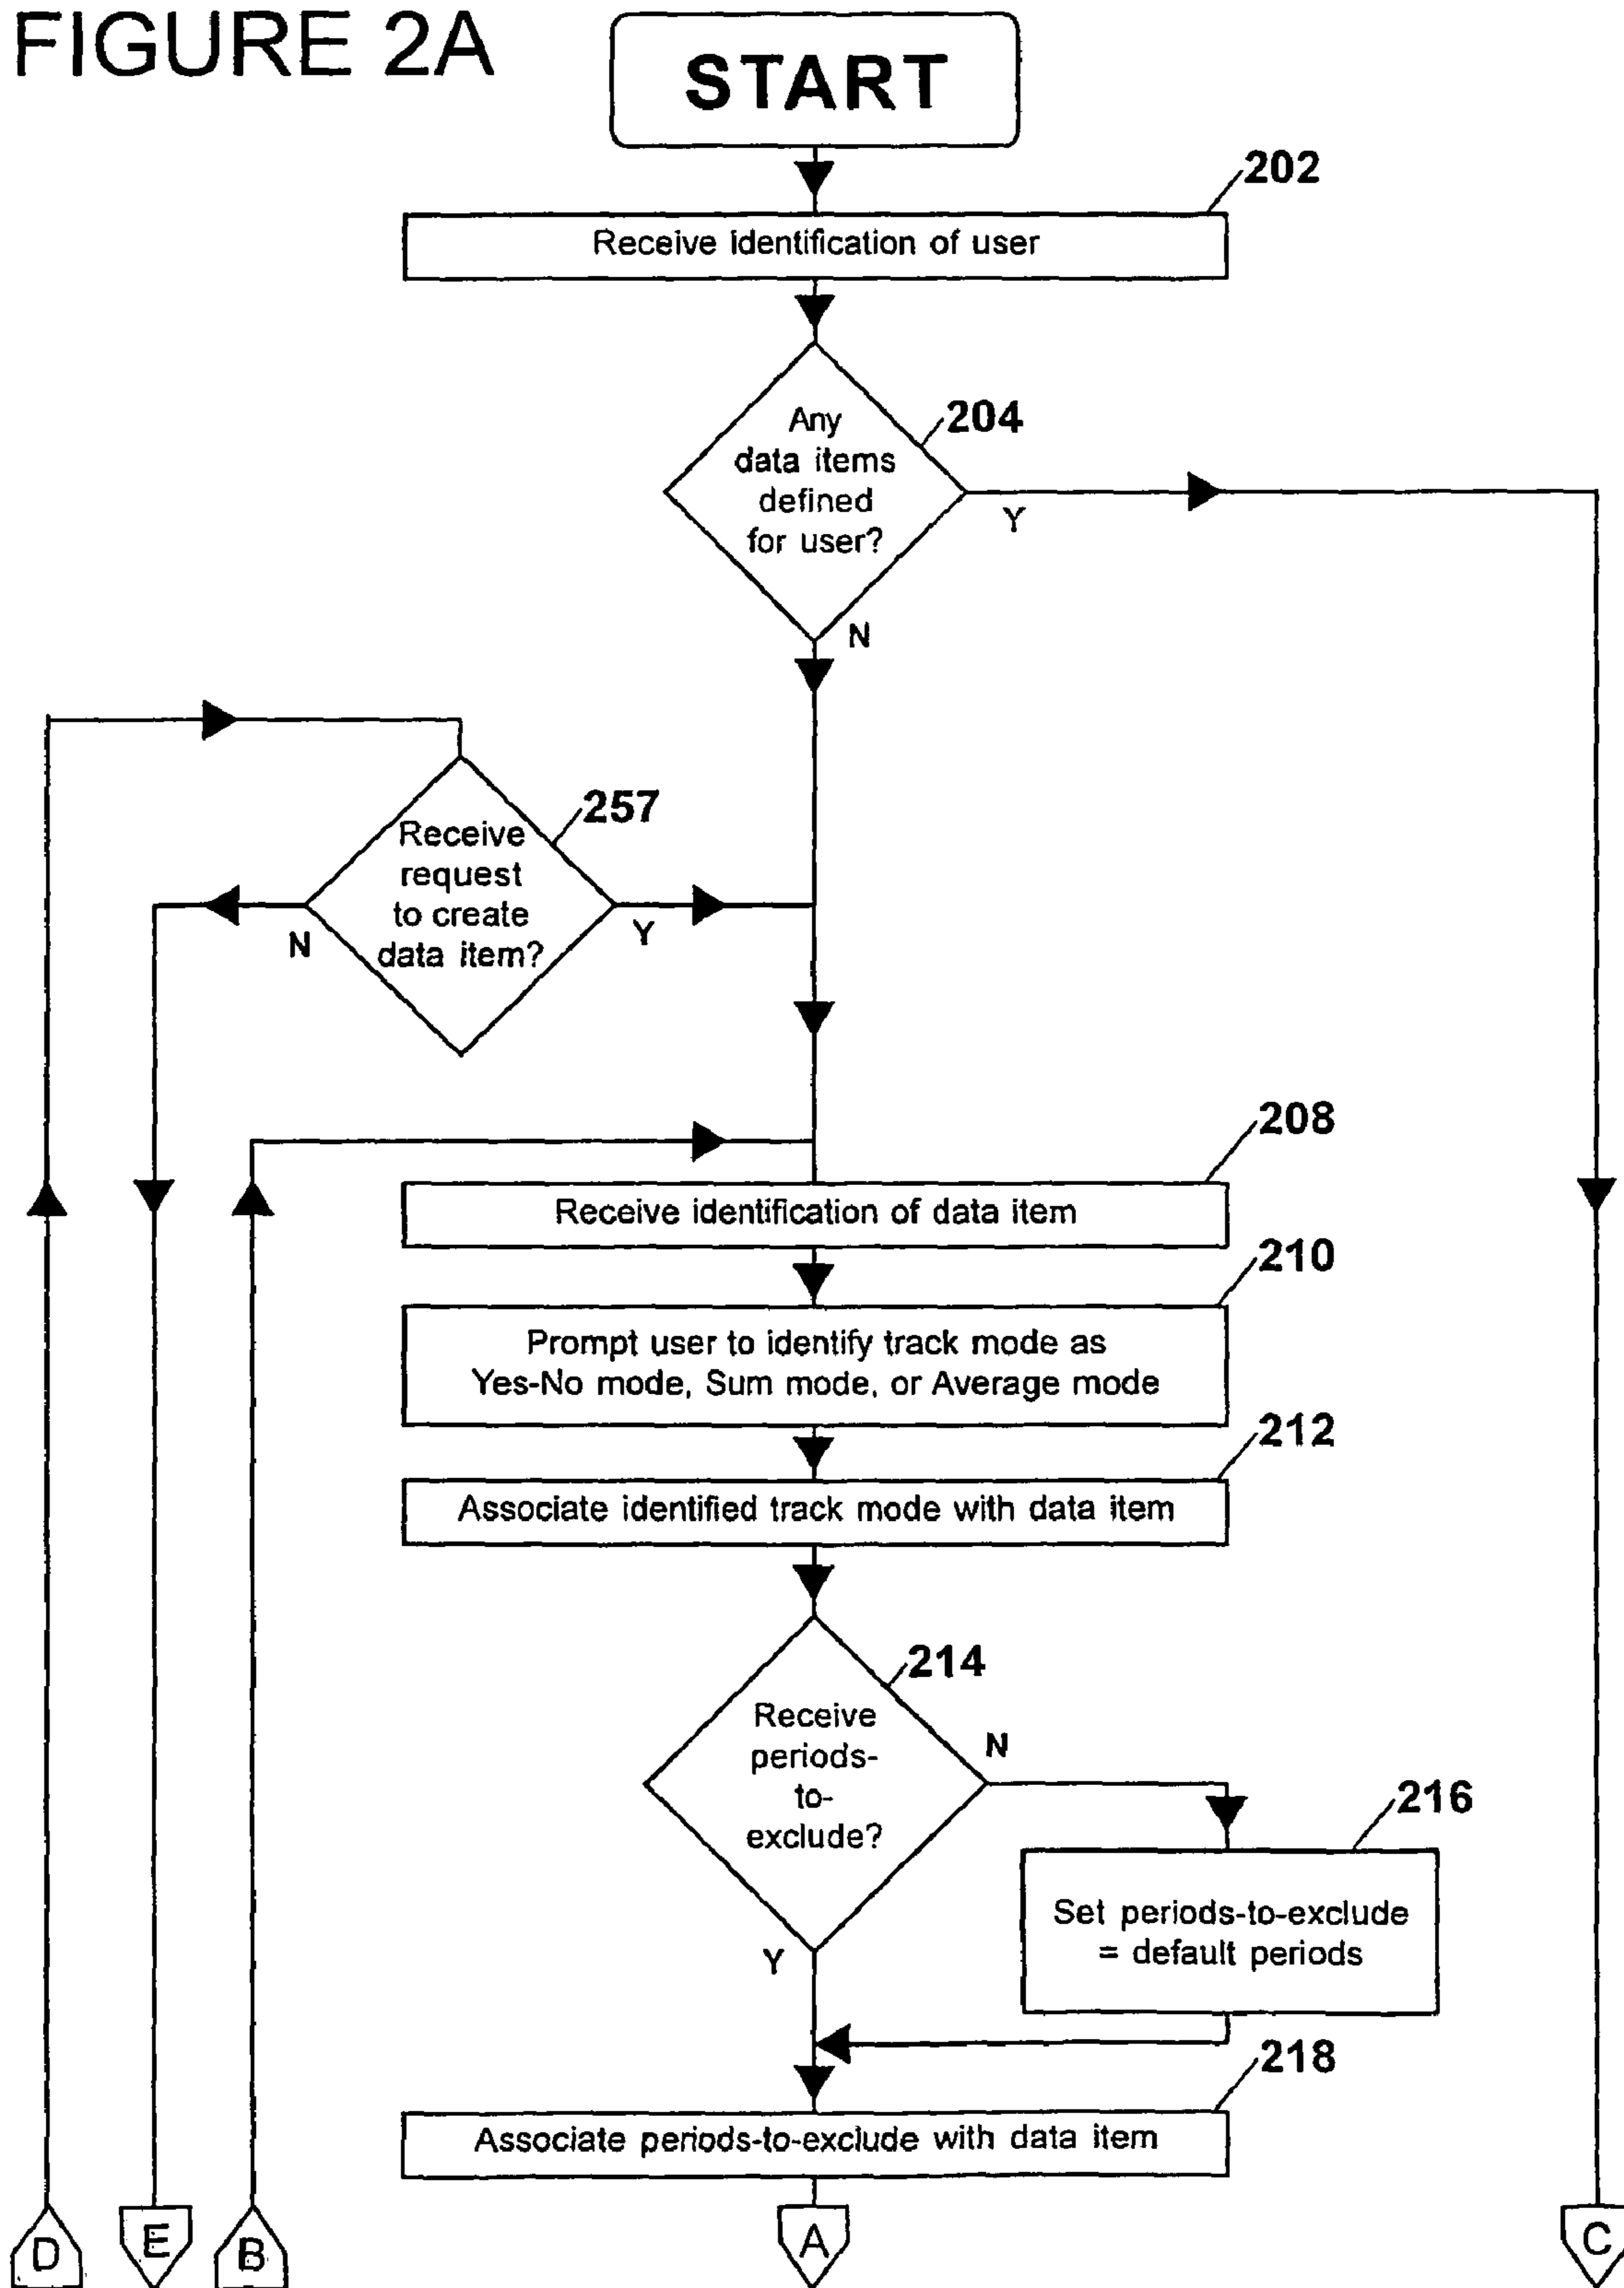 FIGURE 2A
START
202
Receive identification of user
204
Any
data items
defined
for user?
Y
N
257
Receive
request
to create
data item?
N
Y
208
Receive identification of data item
210
Prompt user to identify track mode as
Yes-No mode, Sum mode, or Average mode
212
Associate identified track mode with data item
214
Receive
periods-
to-
exclude?
N
216
Set periods-to-exclude
= default periods
Y
218
Associate periods-to-exclude with data item
D
E
B
A
C